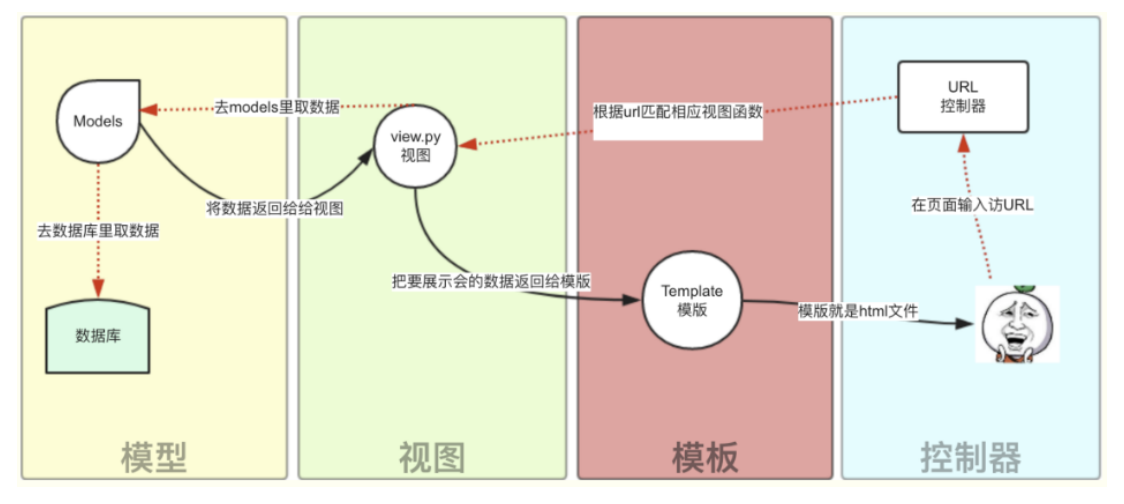 URL
控制器
去models里取数据
根据url匹配相应视图函数
Models
view.py
视图
在页面输入访URL
将数据返回给给视图
去数据库里取数据
把要展示会的数据返回给模版
Template
模版
模版就是html文件
数据库
模型
视图
模板
控制器